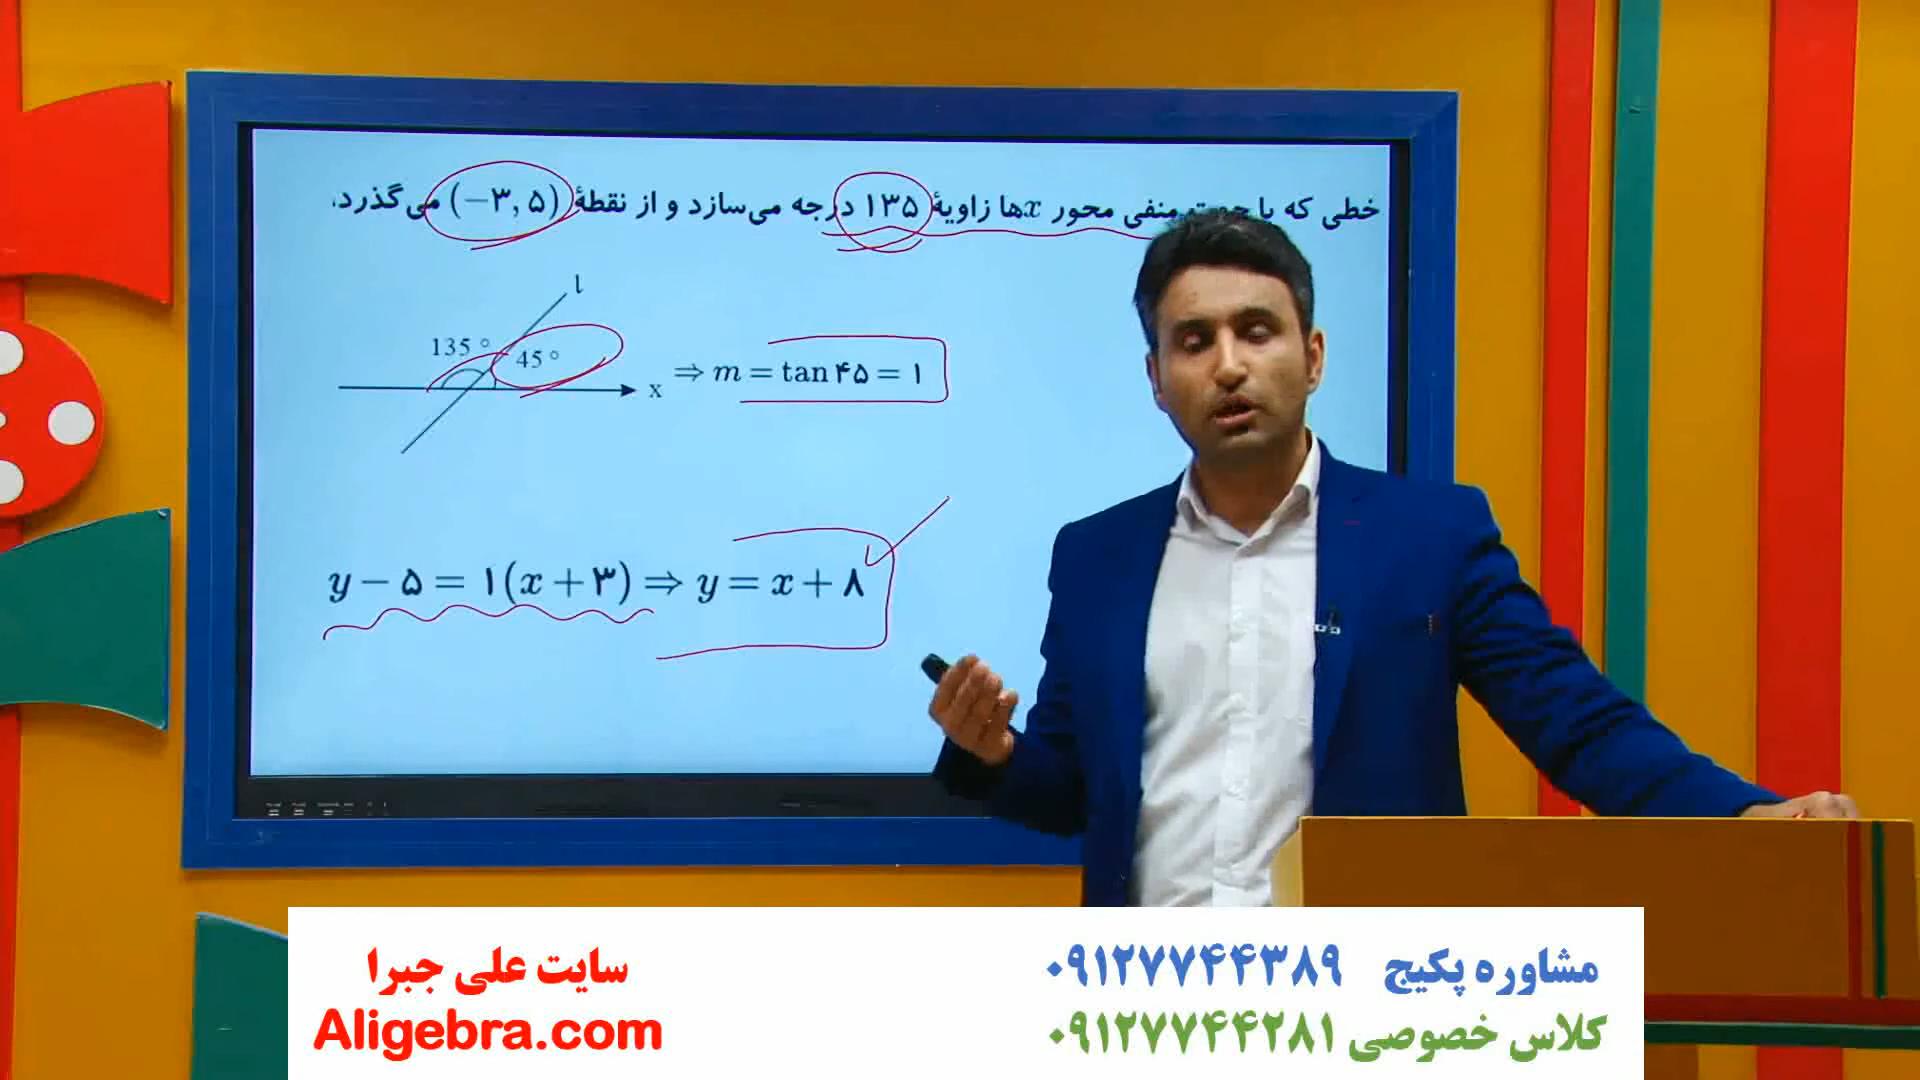 خطی که با جهت منفی محور xها زاویهٔ ۱۳۵ درجه می‌سازد و از نقطهٔ (−۳,۵) می‌گذرد.
l
135° 45°
x
⇒ m = tan ۴۵ = ۱
y − ۵ = ۱(x + ۳) ⇒ y = x + ۸
مشاوره پکیج ۰۹۱۲۷۷۴۴۳۸۹
سایت علی جبرا
کلاس خصوصی ۰۹۱۲۷۷۴۴۲۸۱
Aligebra.com